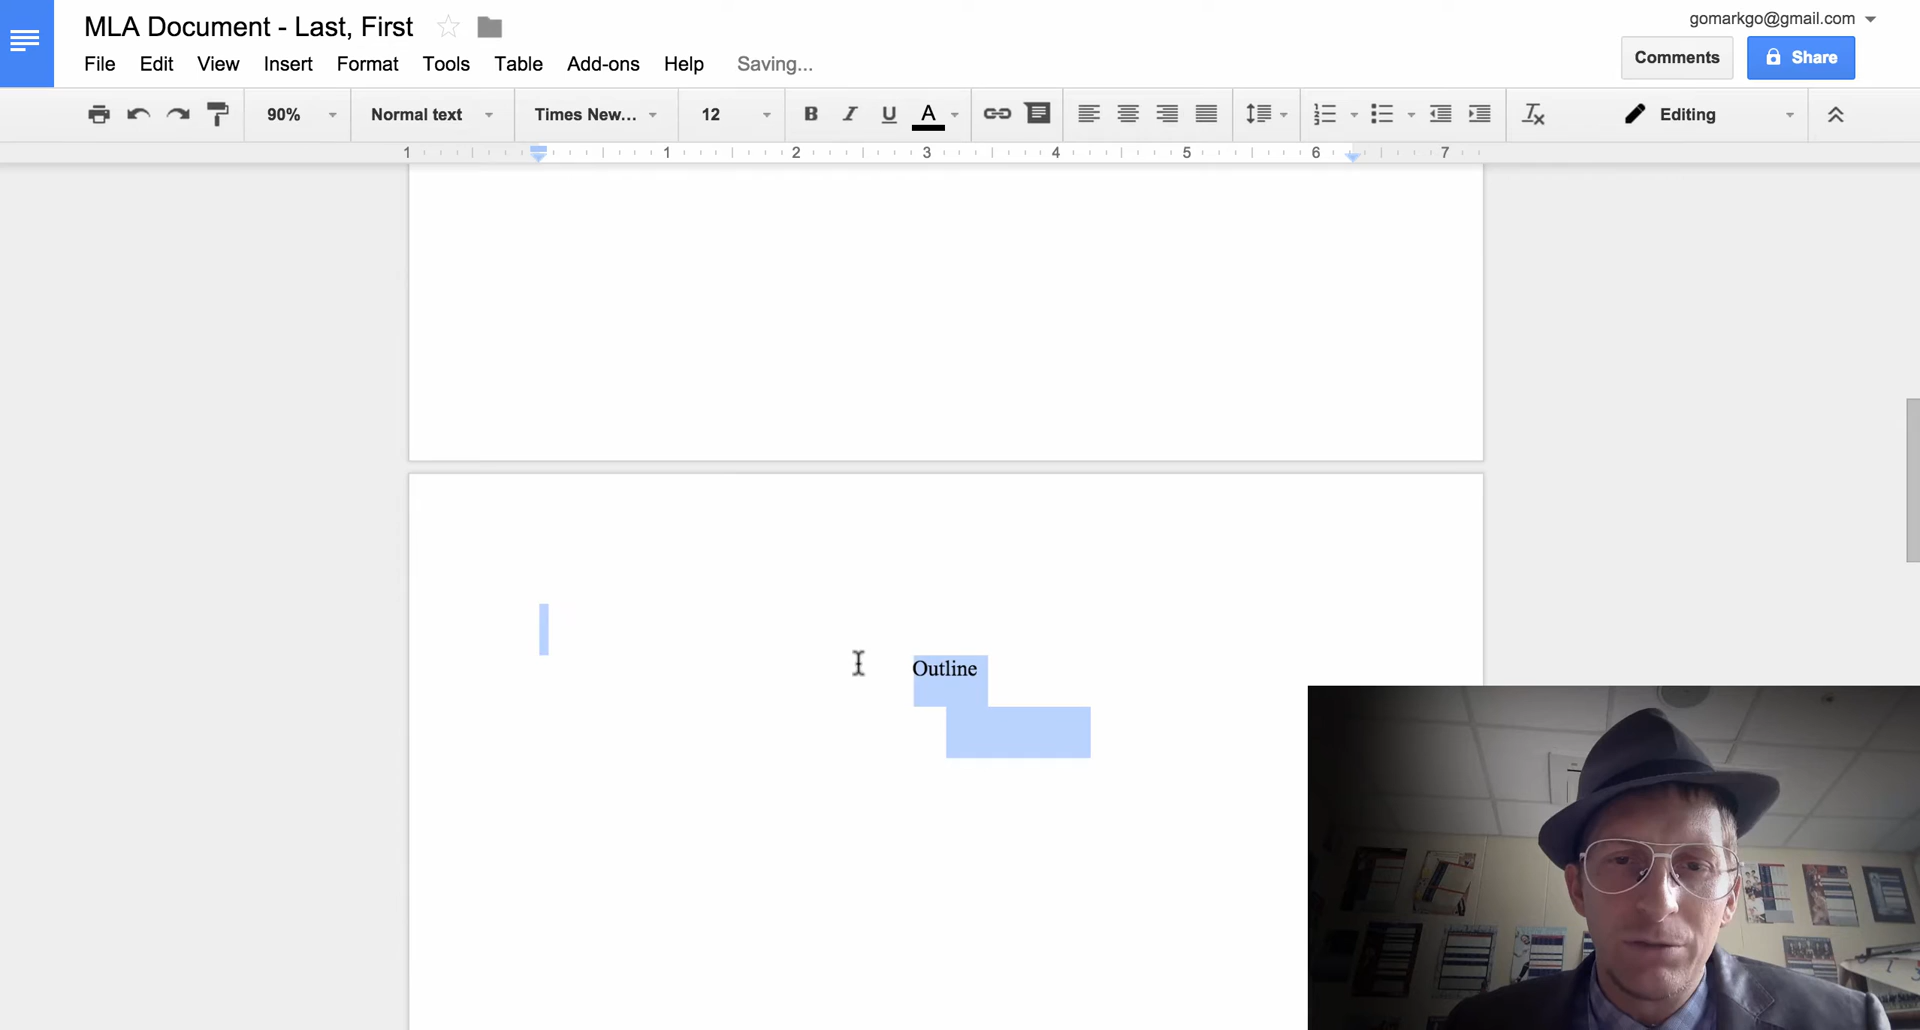 MLA Document - Last, First
gomarkgo@gmail.com
File Edit View Insert Format Tools Table Add-ons Help Saving...
Comments Share
90% Normal text Times New... 12 B I U A Editing
1 1 2 3 4 5 6 7
Outline